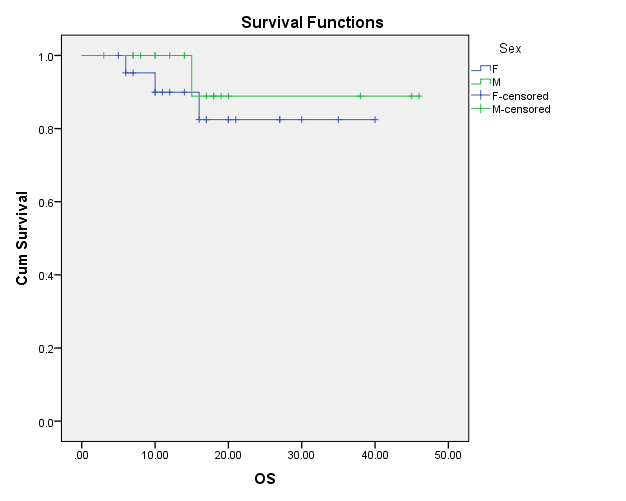 Survival Functions
Sex
F
M
F-censored
M-censored
Cum Survival
1.0
0.8
0.6
0.4
0.2
0.0
.00 10.00 20.00 30.00 40.00 50.00
OS